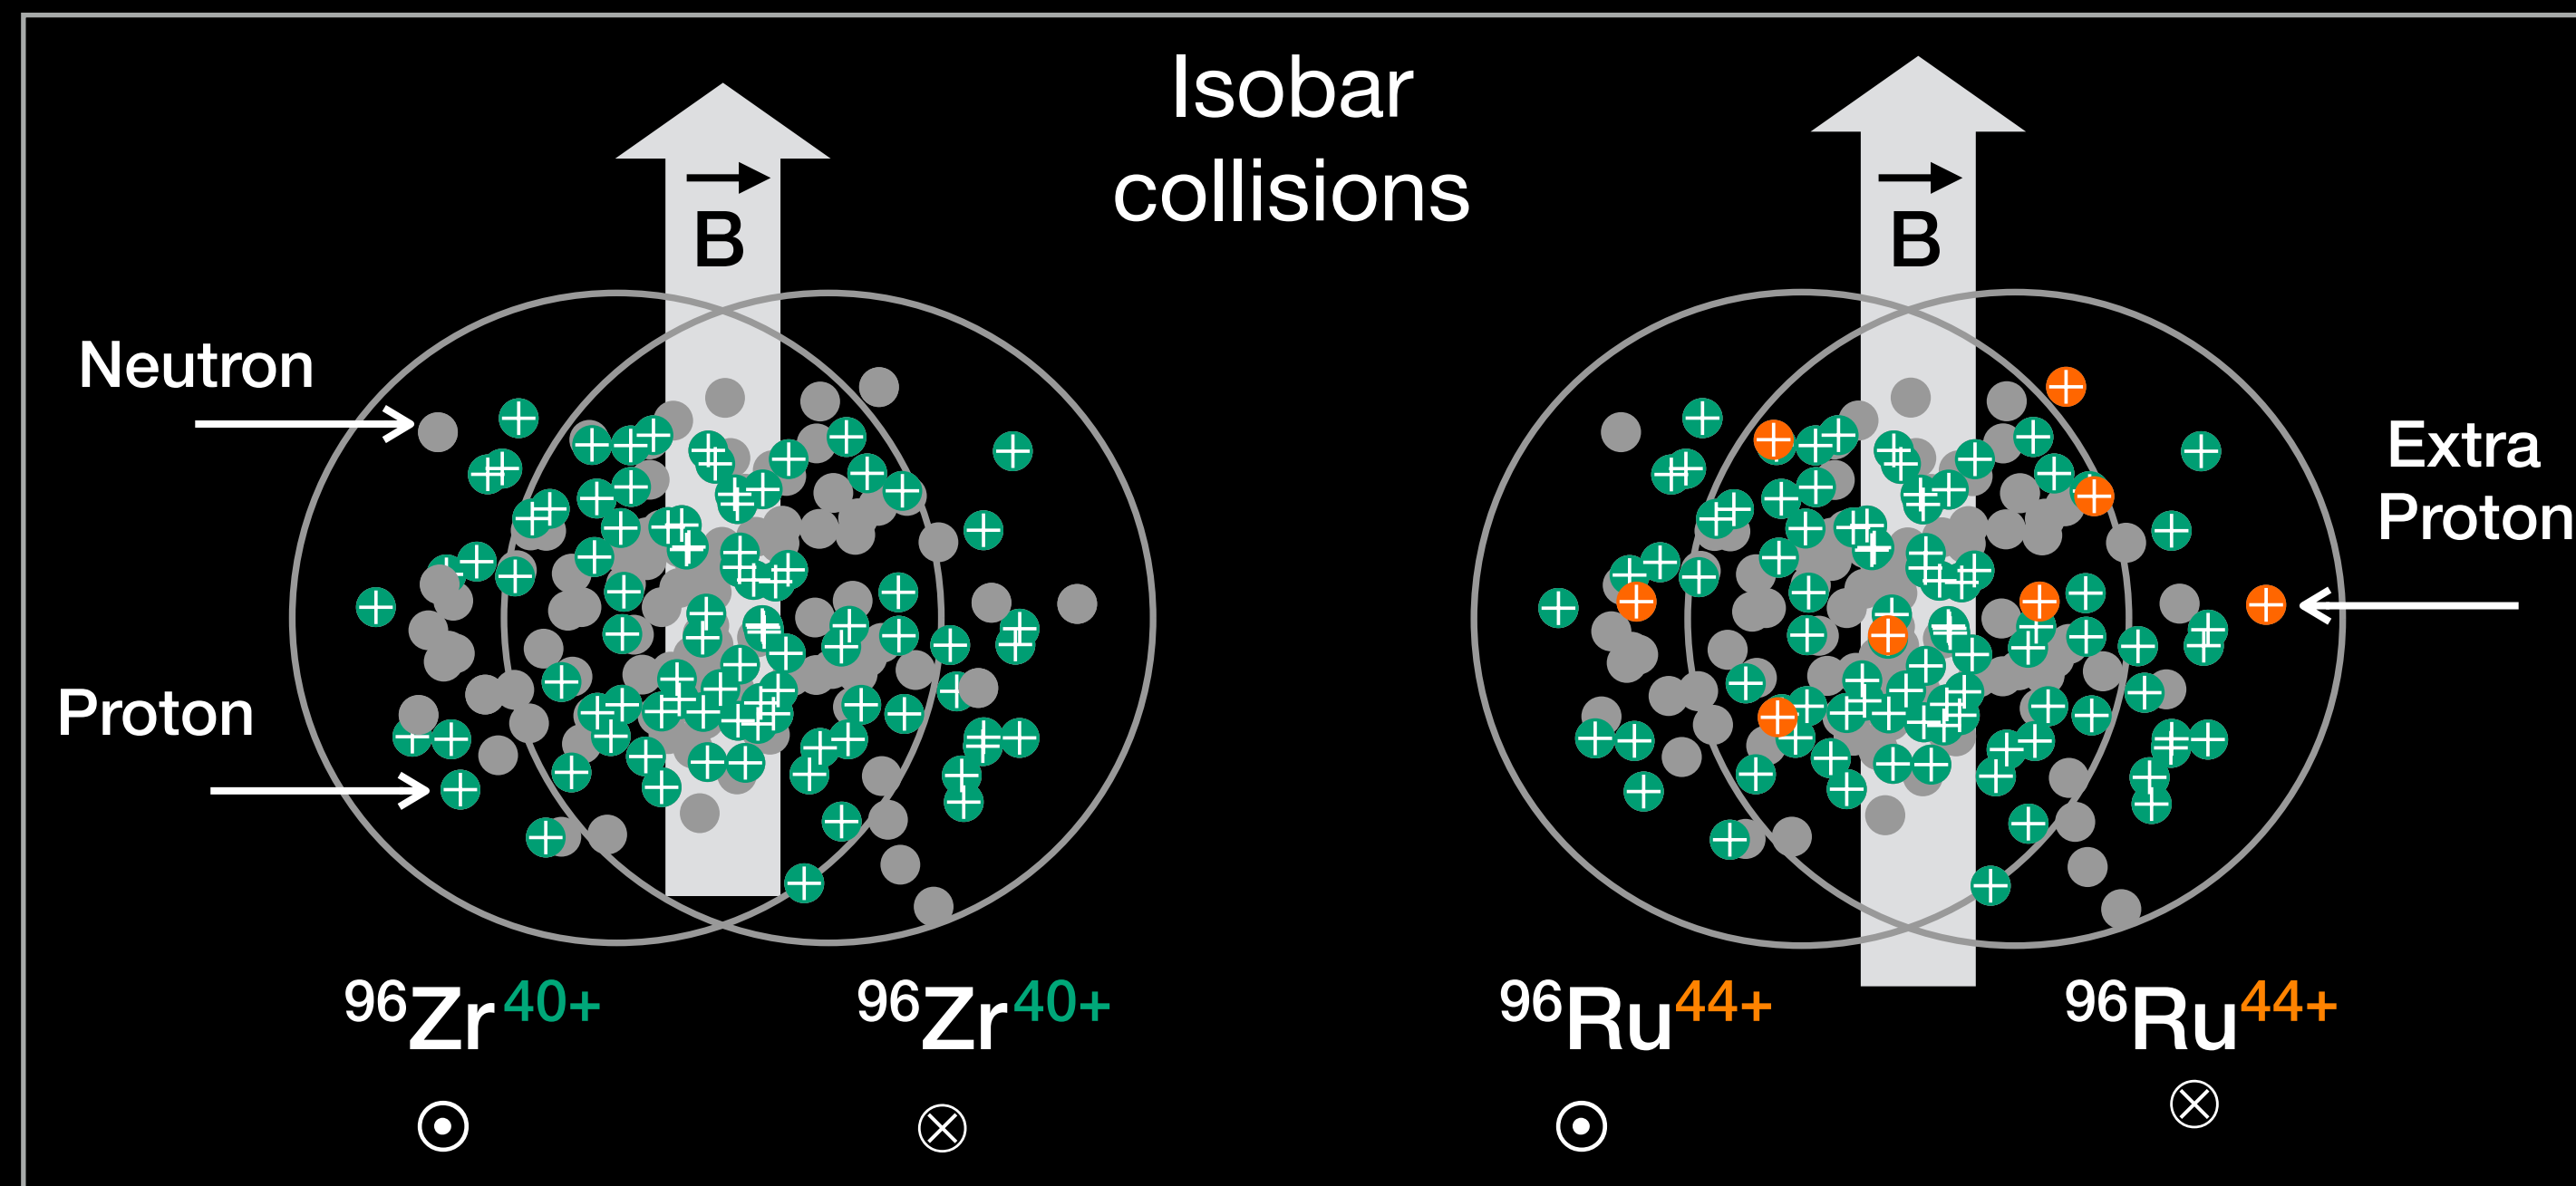 Isobar
collisions
B
B
Neutron
Proton
Extra
Proton
⁹⁶Zr⁴⁰⁺
⁹⁶Zr⁴⁰⁺
⁹⁶Ru⁴⁴⁺
⁹⁶Ru⁴⁴⁺